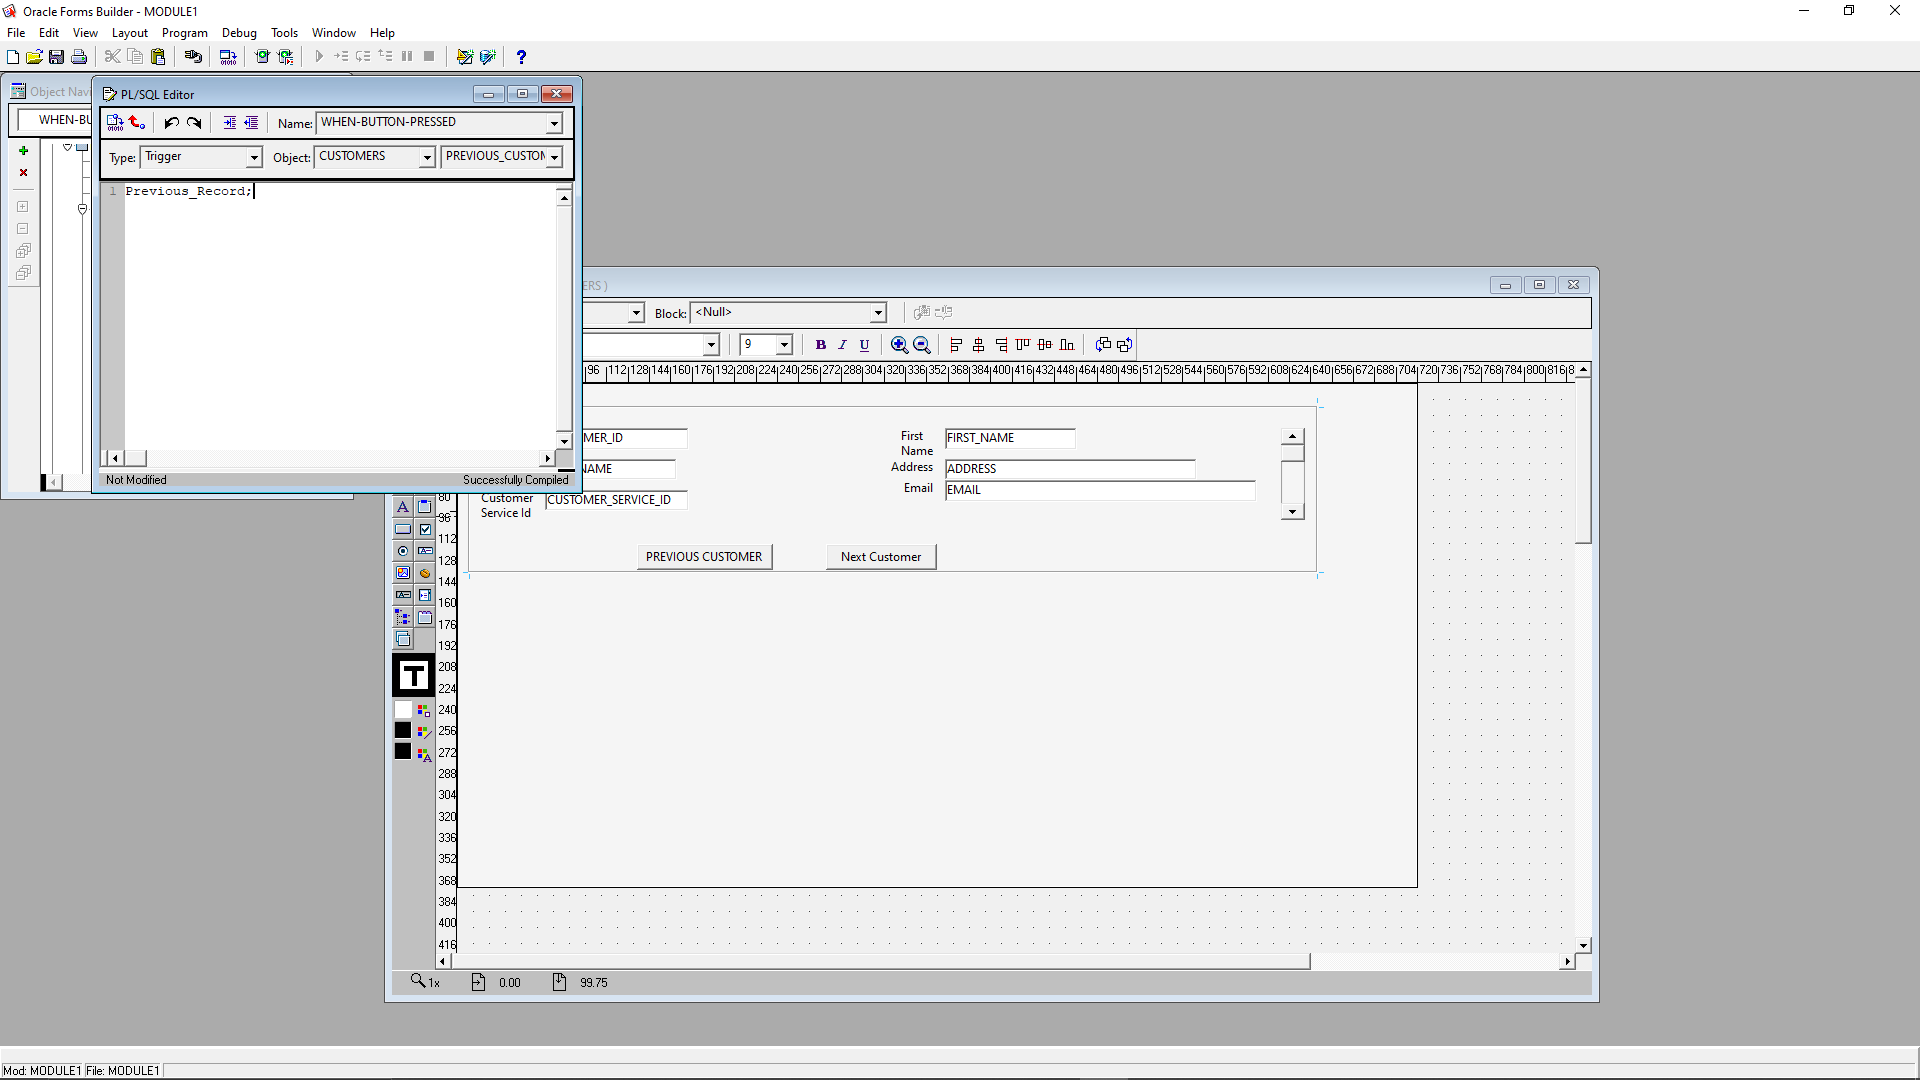 Oracle Forms Builder - MODULE1
File Edit View Layout Program Debug Tools Window Help
Object Navi
WHEN-BU
PL/SQL Editor
Name: WHEN-BUTTON-PRESSED
Type: Trigger Object: CUSTOMERS PREVIOUS_CUSTOM
1 Previous_Record;
Not Modified Successfully Compiled
ERS )
Block: <Null>
9 B I U
96 112 128 144 160 176 192 208 224 240 256 272 288 304 320 336 352 368 384 400 416 432 448 464 480 496 512 528 544 560 576 592 608 624 640 656 672 688 704 720 736 752 768 784 800 816 8
MER_ID
First Name FIRST_NAME
NAME
Address ADDRESS
Customer Service Id CUSTOMER_SERVICE_ID
Email EMAIL
PREVIOUS CUSTOMER Next Customer
80
96
112
128
144
160
176
192
208
224
240
256
272
288
304
320
336
352
368
384
400
416
1x 0.00 99.75
Mod: MODULE1 File: MODULE1